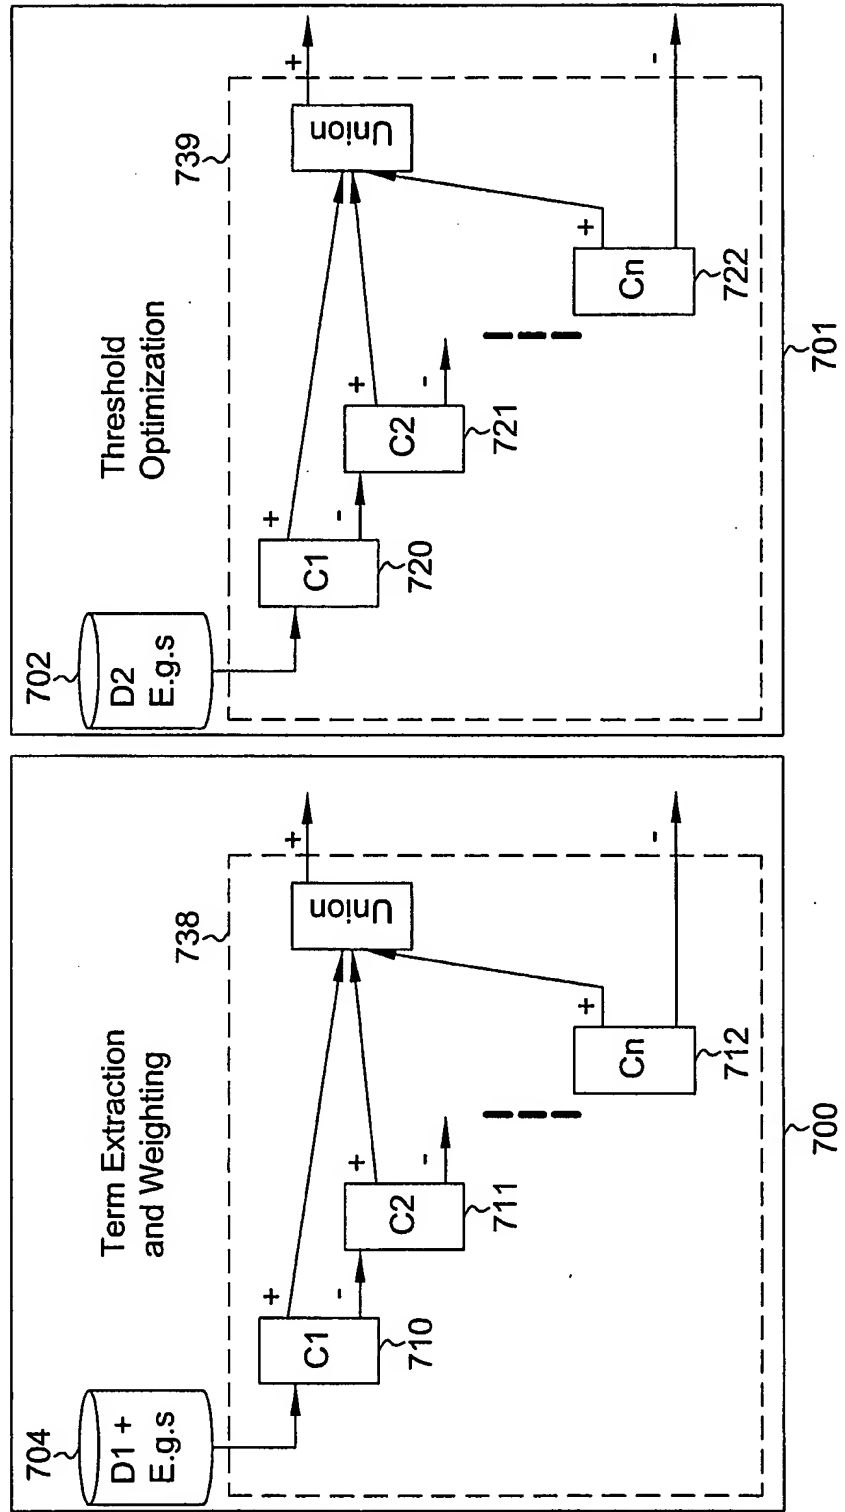 704
D1 +
E.g.s
Term Extraction
and Weighting
738
C1
+
-
710
C2
+
-
711
Cn
+
712
Union
+
-
700
702
D2
E.g.s
Threshold
Optimization
739
C1
+
-
720
C2
+
-
721
Cn
+
722
Union
+
-
701